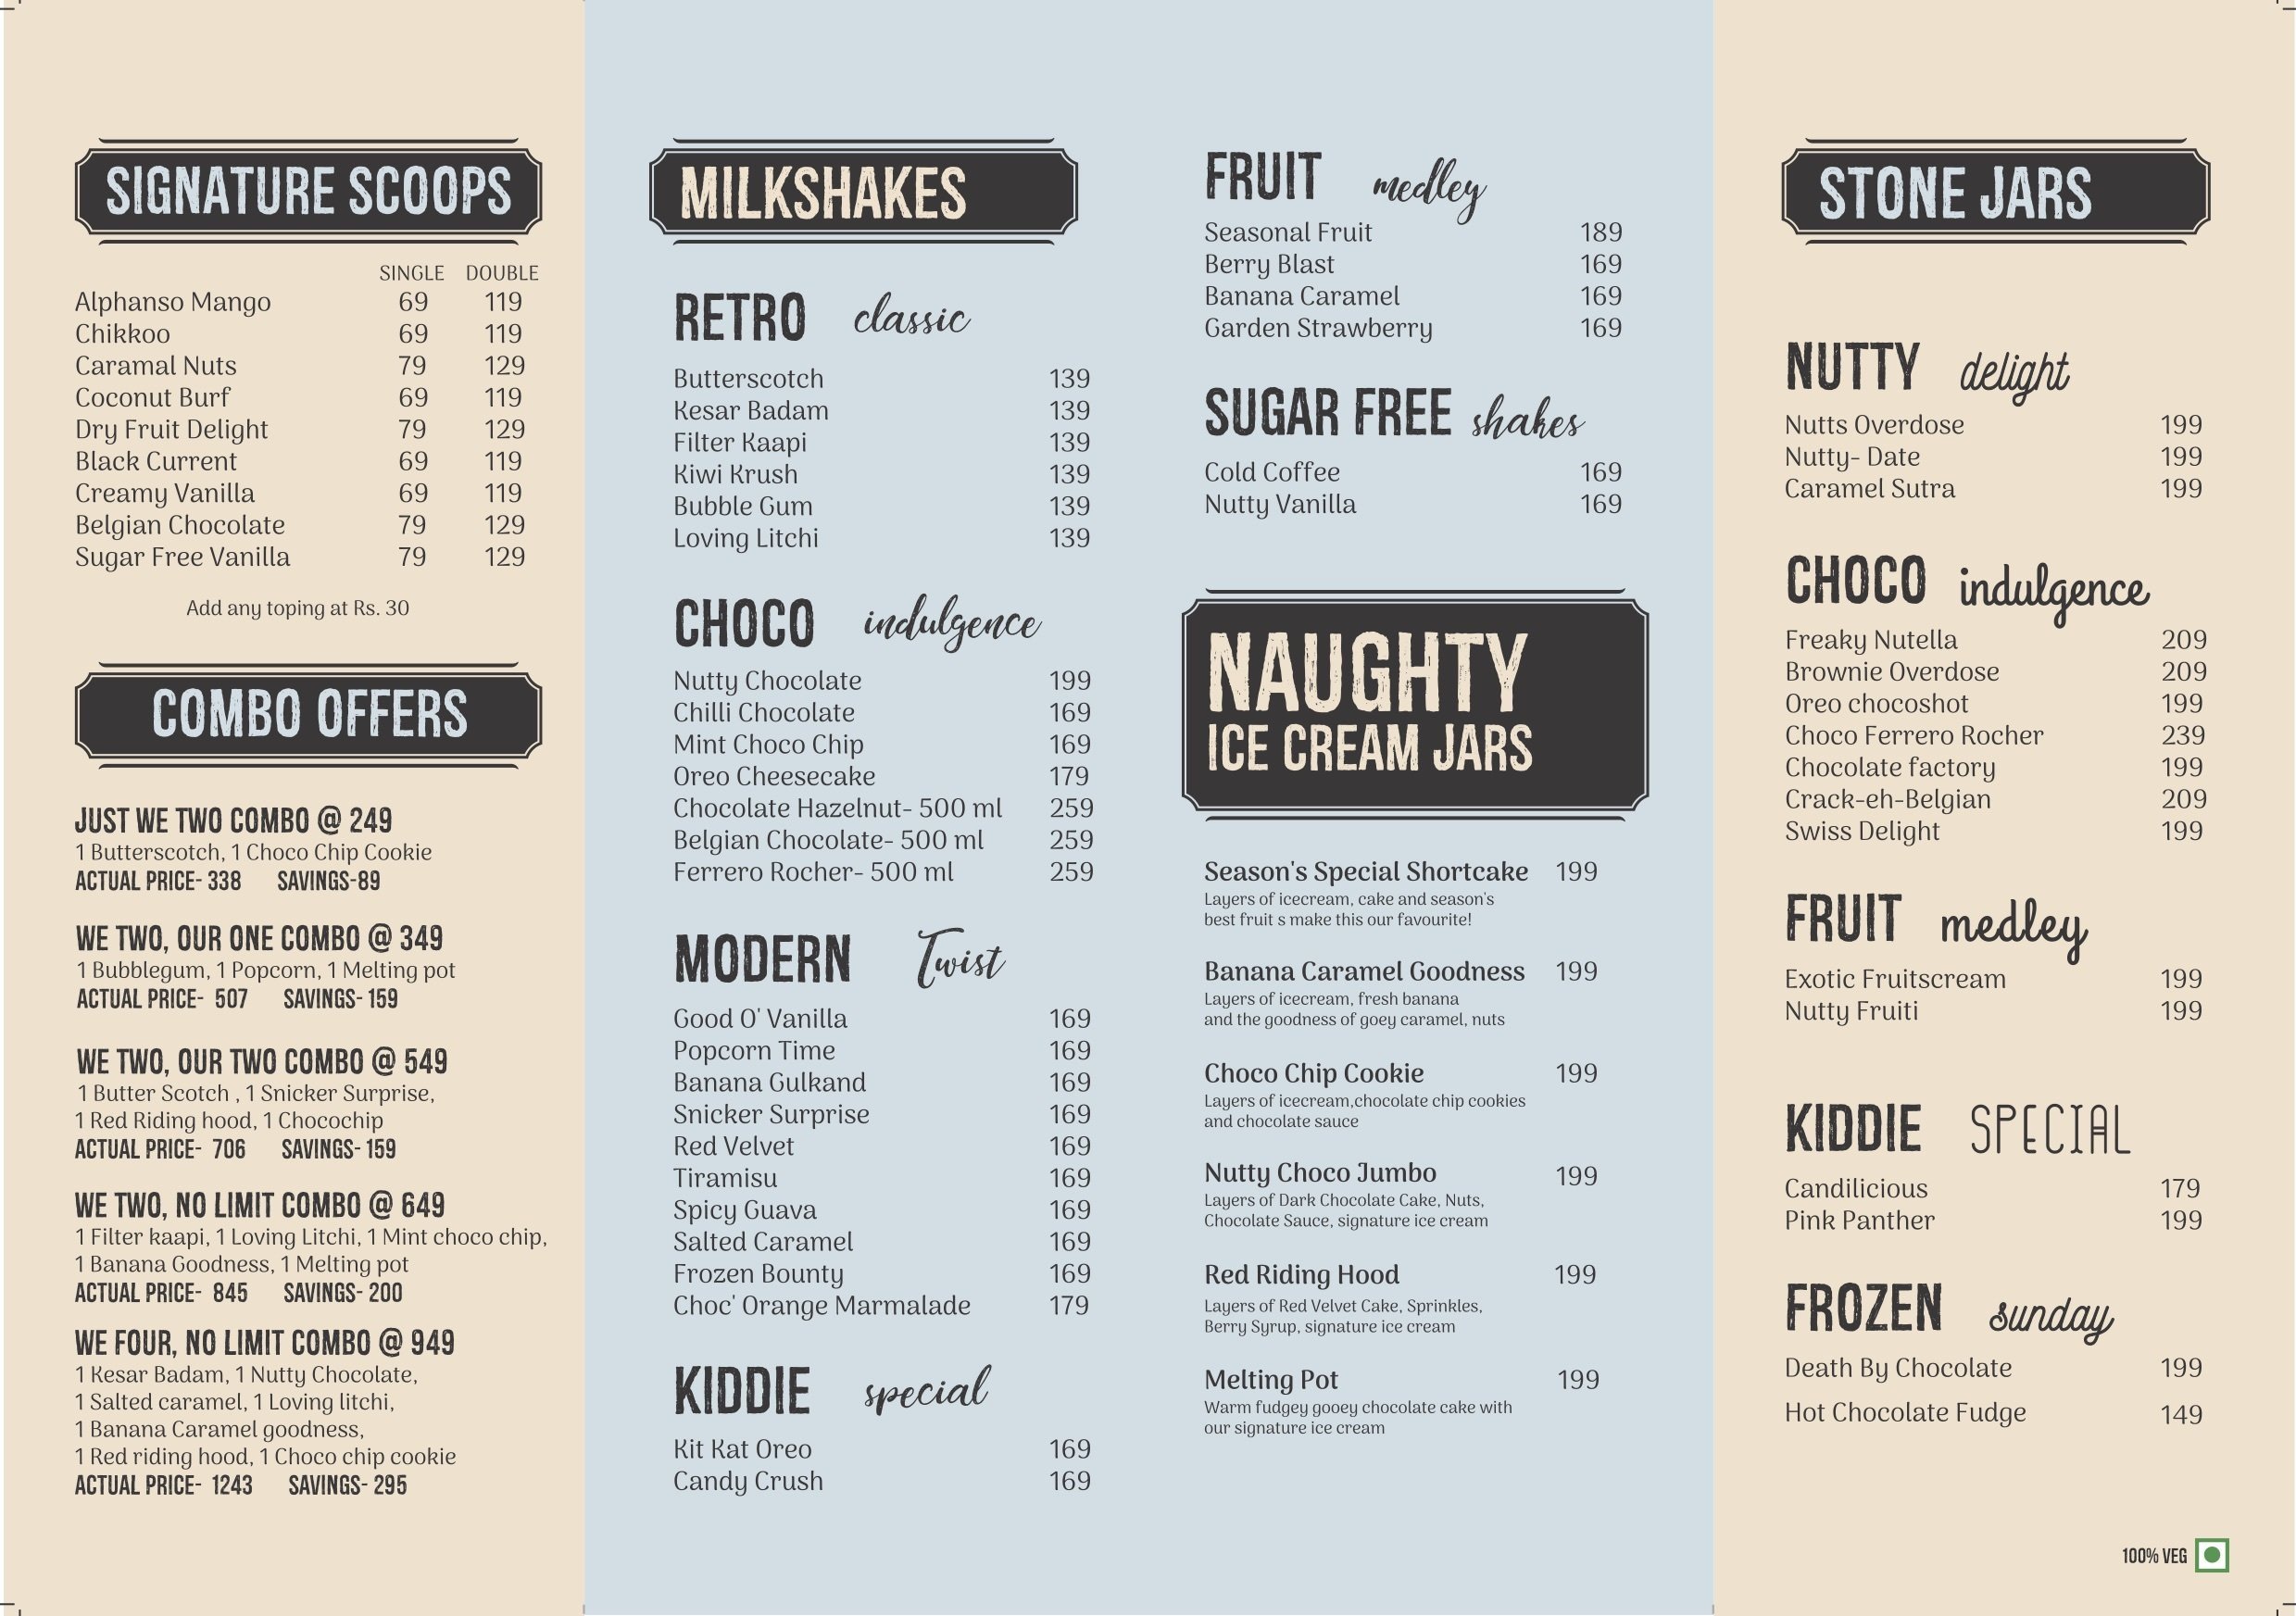 SIGNATURE SCOOPS
SINGLE DOUBLE
Alphanso Mango 69 119
Chikkoo 69 119
Caramal Nuts 79 129
Coconut Burf 69 119
Dry Fruit Delight 79 129
Black Current 69 119
Creamy Vanilla 69 119
Belgian Chocolate 79 129
Sugar Free Vanilla 79 129
Add any toping at Rs. 30
COMBO OFFERS
JUST WE TWO COMBO @ 249
1 Butterscotch, 1 Choco Chip Cookie
ACTUAL PRICE- 338 SAVINGS-89
WE TWO, OUR ONE COMBO @ 349
1 Bubblegum, 1 Popcorn, 1 Melting pot
ACTUAL PRICE- 507 SAVINGS- 159
WE TWO, OUR TWO COMBO @ 549
1 Butter Scotch , 1 Snicker Surprise,
1 Red Riding hood, 1 Chocochip
ACTUAL PRICE- 706 SAVINGS- 159
WE TWO, NO LIMIT COMBO @ 649
1 Filter kaapi, 1 Loving Litchi, 1 Mint choco chip,
1 Banana Goodness, 1 Melting pot
ACTUAL PRICE- 845 SAVINGS- 200
WE FOUR, NO LIMIT COMBO @ 949
1 Kesar Badam, 1 Nutty Chocolate,
1 Salted caramel, 1 Loving litchi,
1 Banana Caramel goodness,
1 Red riding hood, 1 Choco chip cookie
ACTUAL PRICE- 1243 SAVINGS- 295
MILKSHAKES
RETRO classic
Butterscotch 139
Kesar Badam 139
Filter Kaapi 139
Kiwi Krush 139
Bubble Gum 139
Loving Litchi 139
CHOCO indulgence
Nutty Chocolate 199
Chilli Chocolate 169
Mint Choco Chip 169
Oreo Cheesecake 179
Chocolate Hazelnut- 500 ml 259
Belgian Chocolate- 500 ml 259
Ferrero Rocher- 500 ml 259
MODERN Twist
Good O' Vanilla 169
Popcorn Time 169
Banana Gulkand 169
Snicker Surprise 169
Red Velvet 169
Tiramisu 169
Spicy Guava 169
Salted Caramel 169
Frozen Bounty 169
Choc' Orange Marmalade 179
KIDDIE special
Kit Kat Oreo 169
Candy Crush 169
FRUIT medley
Seasonal Fruit 189
Berry Blast 169
Banana Caramel 169
Garden Strawberry 169
SUGAR FREE shakes
Cold Coffee 169
Nutty Vanilla 169
NAUGHTY
ICE CREAM JARS
Season's Special Shortcake 199
Layers of icecream, cake and season's
best fruit s make this our favourite!
Banana Caramel Goodness 199
Layers of icecream, fresh banana
and the goodness of goey caramel, nuts
Choco Chip Cookie 199
Layers of icecream,chocolate chip cookies
and chocolate sauce
Nutty Choco Jumbo 199
Layers of Dark Chocolate Cake, Nuts,
Chocolate Sauce, signature ice cream
Red Riding Hood 199
Layers of Red Velvet Cake, Sprinkles,
Berry Syrup, signature ice cream
Melting Pot 199
Warm fudgey gooey chocolate cake with
our signature ice cream
STONE JARS
NUTTY delight
Nutts Overdose 199
Nutty- Date 199
Caramel Sutra 199
CHOCO indulgence
Freaky Nutella 209
Brownie Overdose 209
Oreo chocoshot 199
Choco Ferrero Rocher 239
Chocolate factory 199
Crack-eh-Belgian 209
Swiss Delight 199
FRUIT medley
Exotic Fruitscream 199
Nutty Fruiti 199
KIDDIE SPECIAL
Candilicious 179
Pink Panther 199
FROZEN sunday
Death By Chocolate 199
Hot Chocolate Fudge 149
100% VEG